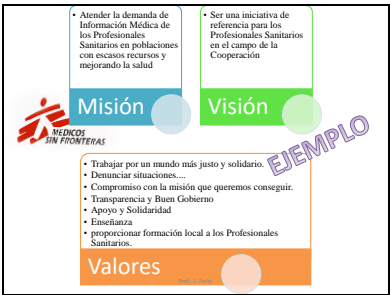 • Atender la demanda de
Información Médica de
los Profesionales
Sanitarios en poblaciones
con escasos recursos y
mejorando la salud
Misión
• Ser una iniciativa de
referencia para los
Profesionales Sanitarios
en el campo de la
Cooperación
Visión
MEDICOS
SIN FRONTERAS
EJEMPLO
• Trabajar por un mundo más justo y solidario.
• Denunciar situaciones....
• Compromiso con la misión que queremos conseguir.
• Transparencia y Buen Gobierno
• Apoyo y Solidaridad
• Enseñanza
• proporcionar formación local a los Profesionales
Sanitarios.
Valores